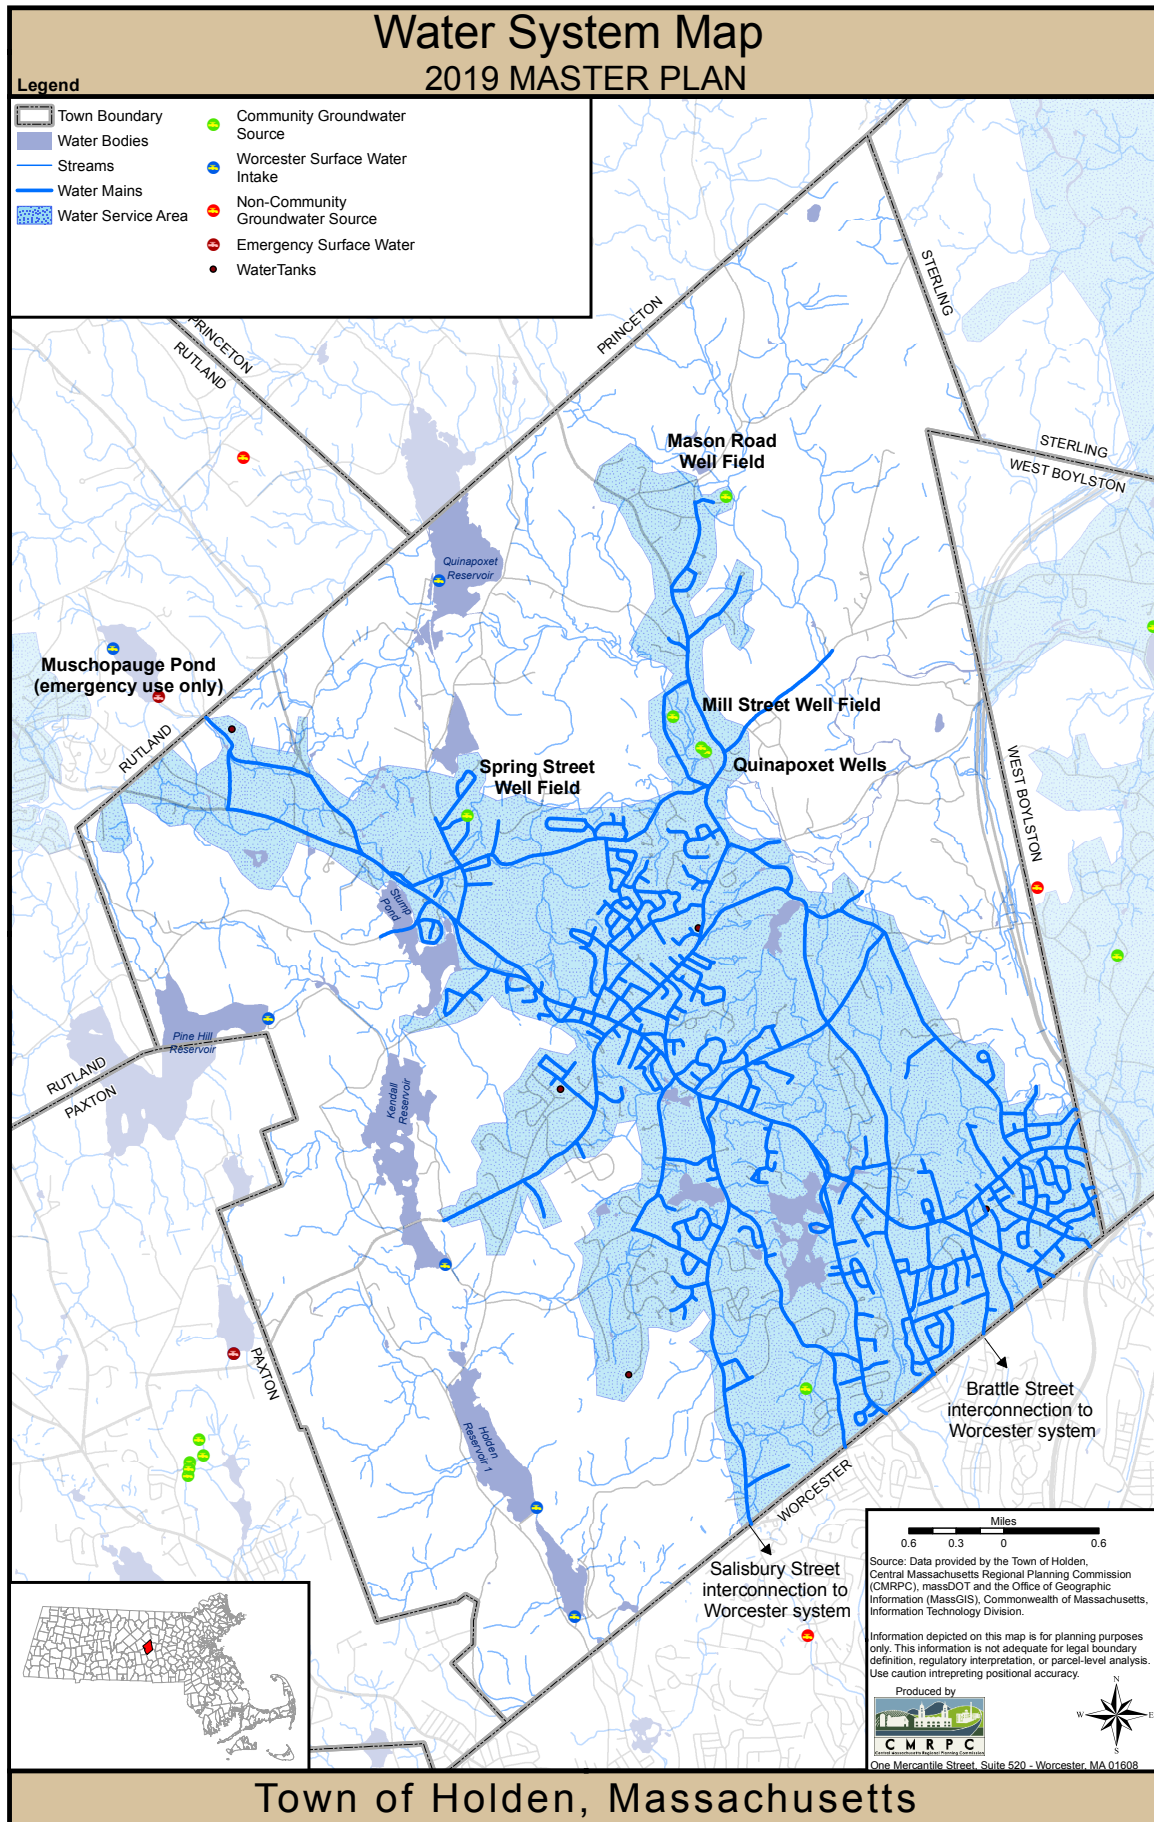 Water System Map
2019 MASTER PLAN
Legend
Town Boundary
Water Bodies
Streams
Water Mains
Water Service Area
Community Groundwater
Source
Worcester Surface Water
Intake
Non-Community
Groundwater Source
Emergency Surface Water
WaterTanks
PRINCETON
RUTLAND
PRINCETON
STERLING
STERLING
WEST BOYLSTON
Mason Road
Well Field
Quinapoxet
Reservoir
Muschopauge Pond
(emergency use only)
RUTLAND
Mill Street Well Field
Quinapoxet Wells
Spring Street
Well Field
WEST BOYLSTON
Stump
Pond
Pine Hill
Reservoir
RUTLAND
PAXTON
Kendall
Reservoir
PAXTON
Holden
Reservoir 1
Brattle Street
interconnection to
Worcester system
WORCESTER
Salisbury Street
interconnection to
Worcester system
Miles
0.6 0.3 0 0.6
Source: Data provided by the Town of Holden,
Central Massachusetts Regional Planning Commission
(CMRPC), massDOT and the Office of Geographic
Information (MassGIS), Commonwealth of Massachusetts,
Information Technology Division.
Information depicted on this map is for planning purposes
only. This information is not adequate for legal boundary
definition, regulatory interpretation, or parcel-level analysis.
Use caution intrepreting positional accuracy.
Produced by
C M R P C
Central Massachusetts Regional Planning Commission
N
W E
S
One Mercantile Street, Suite 520 - Worcester, MA 01608
Town of Holden, Massachusetts